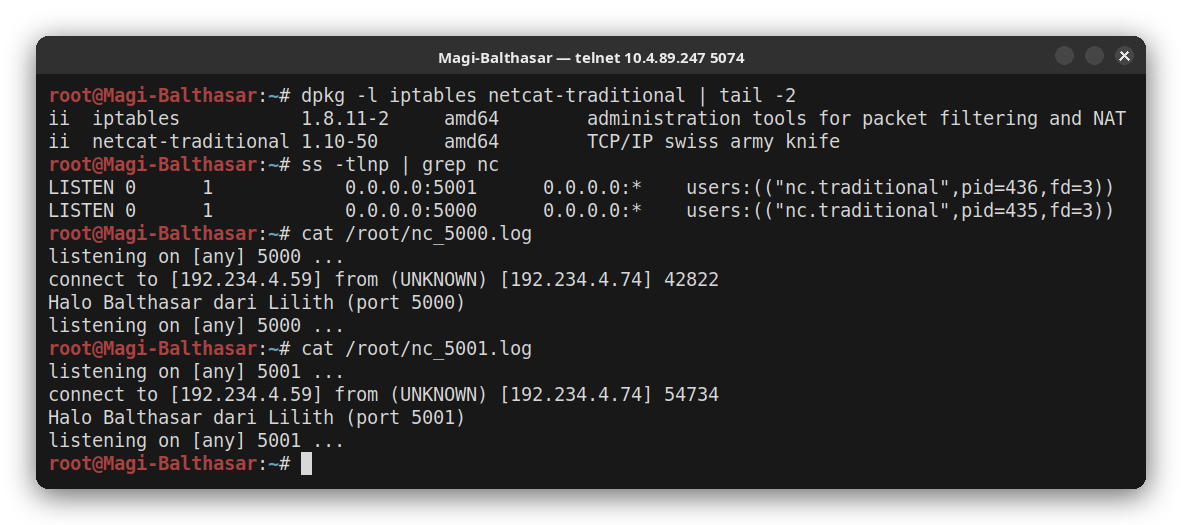 Magi-Balthasar — telnet 10.4.89.247 5074
root@Magi-Balthasar:~# dpkg -l iptables netcat-traditional | tail -2
ii  iptables           1.8.11-2     amd64        administration tools for packet filtering and NAT
ii  netcat-traditional 1.10-50      amd64        TCP/IP swiss army knife
root@Magi-Balthasar:~# ss -tlnp | grep nc
LISTEN 0      1            0.0.0.0:5001      0.0.0.0:*    users:(("nc.traditional",pid=436,fd=3))
LISTEN 0      1            0.0.0.0:5000      0.0.0.0:*    users:(("nc.traditional",pid=435,fd=3))
root@Magi-Balthasar:~# cat /root/nc_5000.log
listening on [any] 5000 ...
connect to [192.234.4.59] from (UNKNOWN) [192.234.4.74] 42822
Halo Balthasar dari Lilith (port 5000)
listening on [any] 5000 ...
root@Magi-Balthasar:~# cat /root/nc_5001.log
listening on [any] 5001 ...
connect to [192.234.4.59] from (UNKNOWN) [192.234.4.74] 54734
Halo Balthasar dari Lilith (port 5001)
listening on [any] 5001 ...
root@Magi-Balthasar:~#